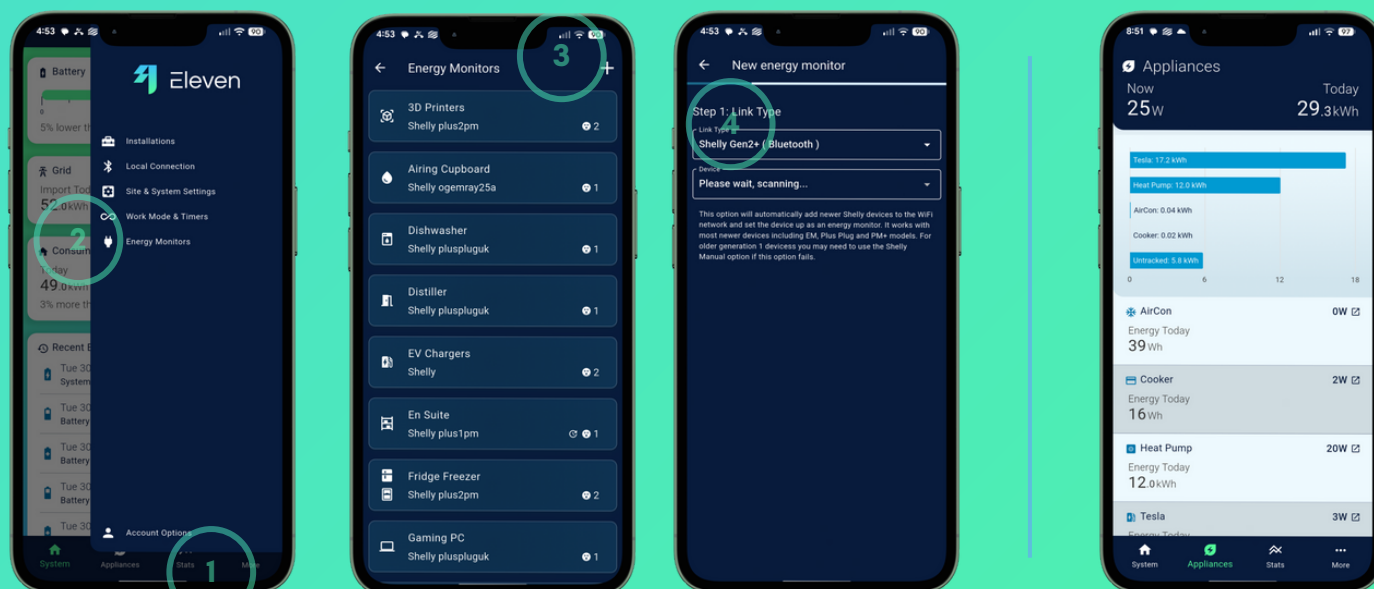 4:53
90
Battery
0
5% lower th
Grid
Import Tod
52.0kWh
Consum
Today
49.0kWh
3% more th
Recent E
Tue 30
System
Tue 30
Battery
Tue 30
Battery
Tue 30
Battery
Tue 30
Eleven
Installations
Local Connection
Site & System Settings
Work Mode & Timers
Energy Monitors
2
Account Options
System
Appliances
Stats
More
1
4:53
90
3
Energy Monitors
3D Printers
Shelly plus2pm
2
Airing Cupboard
Shelly ogemray25a
1
Dishwasher
Shelly pluspluguk
1
Distiller
Shelly pluspluguk
1
EV Chargers
Shelly
2
En Suite
Shelly plus1pm
1
Fridge Freezer
Shelly plus2pm
2
Gaming PC
Shelly pluspluguk
1
4:53
90
New energy monitor
Step 1: Link Type
4
Link Type
Shelly Gen2+ ( Bluetooth )
Device
Please wait, scanning...
This option will automatically add newer Shelly devices to the WiFi
network and set the device up as an energy monitor. It works with
most newer devices including EM, Plus Plug and PM+ models. For
older generation 1 devicess you may need to use the Shelly
Manual option if this option fails.
8:51
97
Appliances
Now
Today
25W
29.3kWh
Tesla: 17.2 kWh
Heat Pump: 12.0 kWh
AirCon: 0.04 kWh
Cooker: 0.02 kWh
Untracked: 5.8 kWh
0 6 12 18
AirCon
0W
Energy Today
39Wh
Cooker
2W
Energy Today
16Wh
Heat Pump
20W
Energy Today
12.0kWh
Tesla
3W
Energy Today
System
Appliances
Stats
More